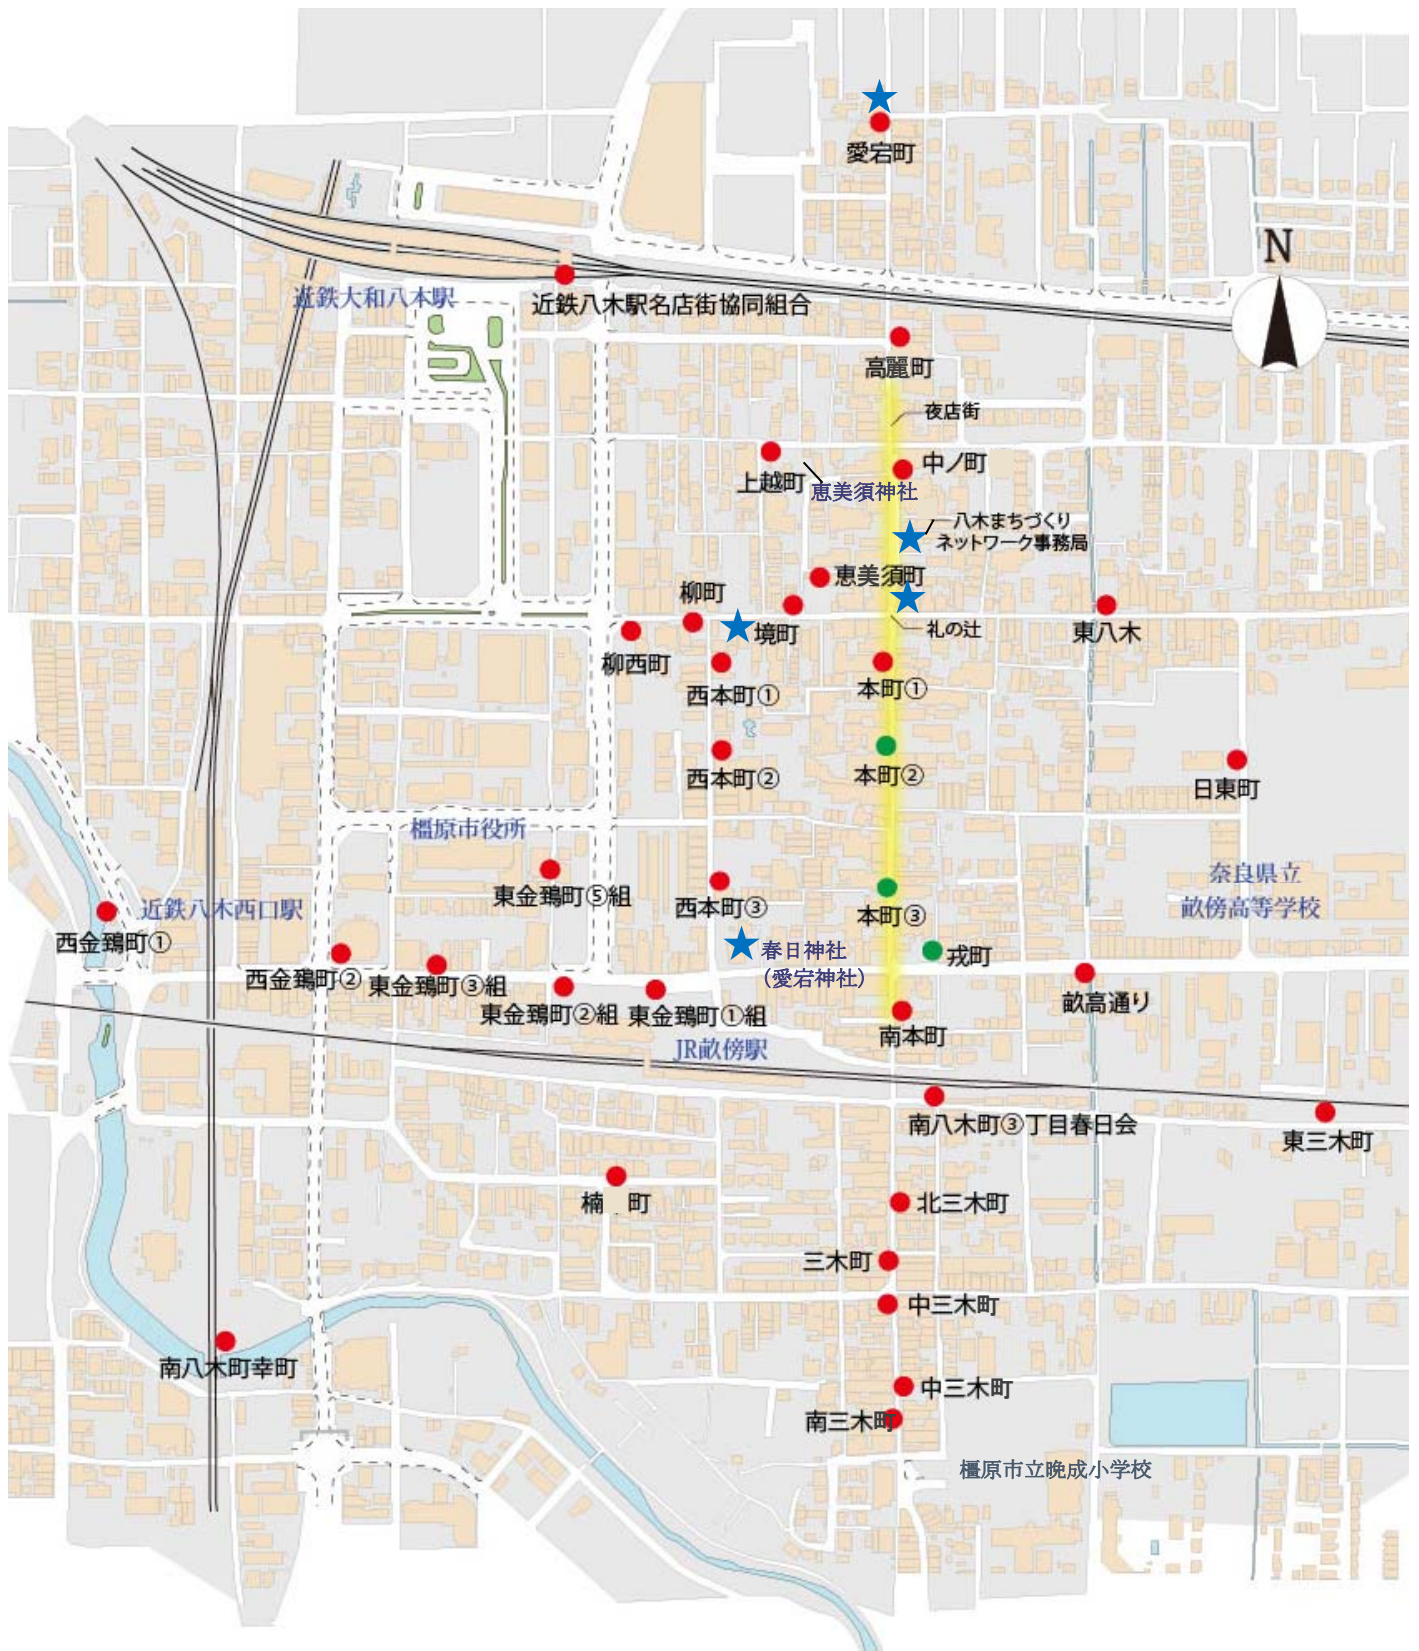 愛宕町
N
近鉄大和八木駅
近鉄八木駅名店街協同組合
高麗町
夜店街
中ノ町
上越町
恵美須神社
八木まちづくり
ネットワーク事務局
恵美須町
柳町
境町
礼の辻
東八木
柳西町
西本町①
本町①
西本町②
本町②
日東町
橿原市役所
東金鵄町⑤組
奈良県立
畝傍高等学校
西本町③
本町③
近鉄八木西口駅
西金鵄町①
春日神社
（愛宕神社）
戎町
西金鵄町②
東金鵄町③組
東金鵄町②組
東金鵄町①組
畝高通り
南本町
JR畝傍駅
南八木町③丁目春日会
東三木町
楠 町
北三木町
三木町
中三木町
南八木町幸町
中三木町
南三木町
橿原市立晩成小学校